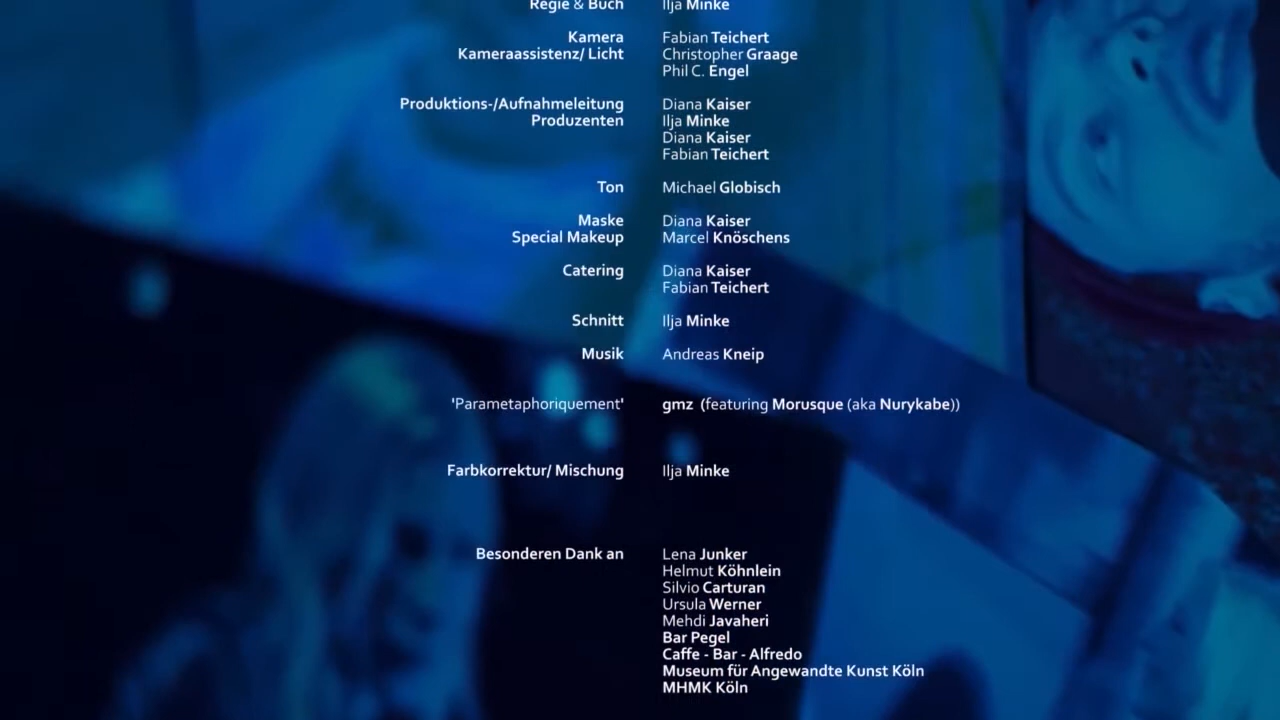 Regie & Buch Ilja Minke
Kamera Fabian Teichert
Kameraassistenz/ Licht Christopher Graage
Phil C. Engel
Produktions-/Aufnahmeleitung Diana Kaiser
Produzenten Ilja Minke
Diana Kaiser
Fabian Teichert
Ton Michael Globisch
Maske Diana Kaiser
Special Makeup Marcel Knöschens
Catering Diana Kaiser
Fabian Teichert
Schnitt Ilja Minke
Musik Andreas Kneip
'Parametaphoriquement' gmz (featuring Morusque (aka Nurykabe))
Farbkorrektur/ Mischung Ilja Minke
Besonderen Dank an Lena Junker
Helmut Köhnlein
Silvio Carturan
Ursula Werner
Mehdi Javaheri
Bar Pegel
Caffe - Bar - Alfredo
Museum für Angewandte Kunst Köln
MHMK Köln